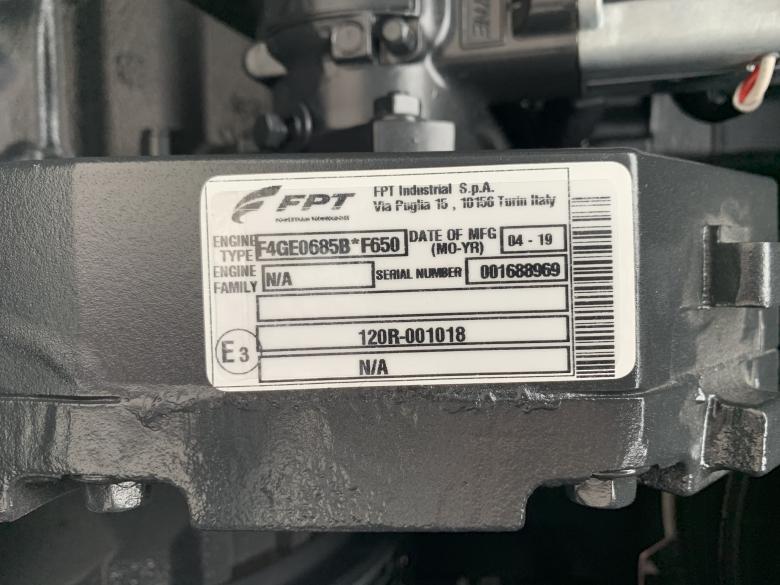 FPT
FPT Industrial S.p.A.
Via Puglia 15 , 10156 Turin Italy
ENGINE TYPE F4GE0685B*F650 DATE OF MFG (MO-YR) 04 - 19
ENGINE FAMILY N/A SERIAL NUMBER 001688969
E3 120R-001018
N/A